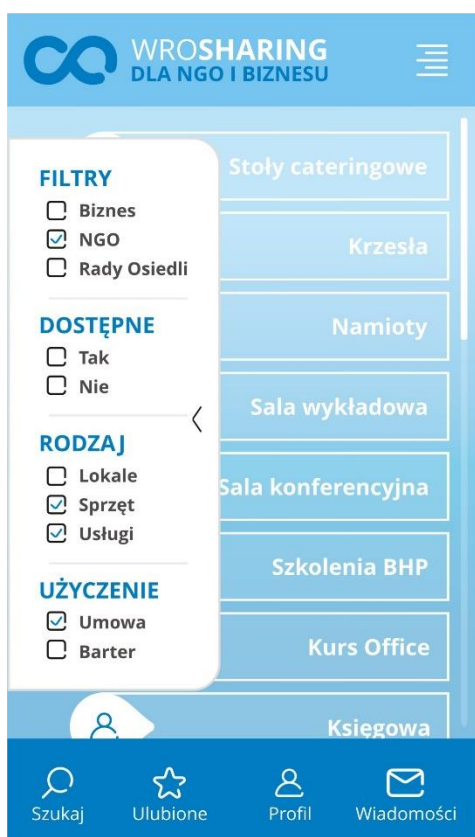 WROSHARING
DLA NGO I BIZNESU
FILTRY
Biznes
NGO
Rady Osiedli
DOSTĘPNE
Tak
Nie
RODZAJ
Lokale
Sprzęt
Usługi
UŻYCZENIE
Umowa
Barter
Stoły cateringowe
Krzesła
Namioty
Sala wykładowa
Sala konferencyjna
Szkolenia BHP
Kurs Office
Księgowa
Szukaj
Ulubione
Profil
Wiadomości